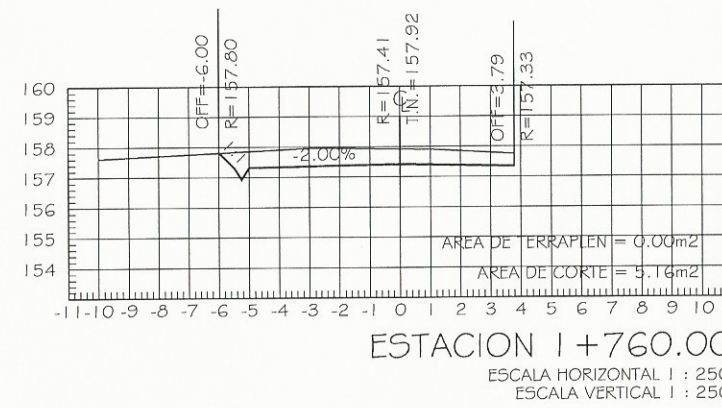 OFF=-6.00
R=157.80
R=157.41
℄
T.N.=157.92
OFF=3.79
R=157.33
160
159
158
157
156
155
154
-2.00%
AREA DE TERRAPLEN = 0.00m2
AREA DE CORTE = 5.16m2
-11 -10 -9 -8 -7 -6 -5 -4 -3 -2 -1 0 1 2 3 4 5 6 7 8 9 10
ESTACION 1+760.00
ESCALA HORIZONTAL 1 : 250
ESCALA VERTICAL 1 : 250